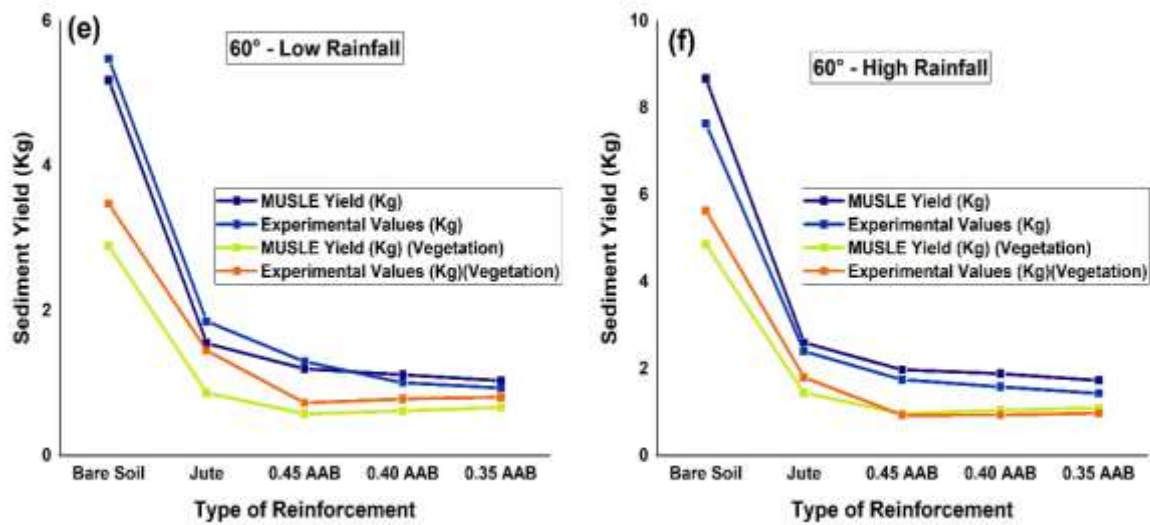 (e)
60° - Low Rainfall
6
4
2
0
Sediment Yield (Kg)
MUSLE Yield (Kg)
Experimental Values (Kg)
MUSLE Yield (Kg) (Vegetation)
Experimental Values (Kg)(Vegetation)
Bare Soil Jute 0.45 AAB 0.40 AAB 0.35 AAB
Type of Reinforcement
(f)
60° - High Rainfall
10
8
6
4
2
0
Sediment Yield (Kg)
MUSLE Yield (Kg)
Experimental Values (Kg)
MUSLE Yield (Kg) (Vegetation)
Experimental Values (Kg)(Vegetation)
Bare Soil Jute 0.45 AAB 0.40 AAB 0.35 AAB
Type of Reinforcement